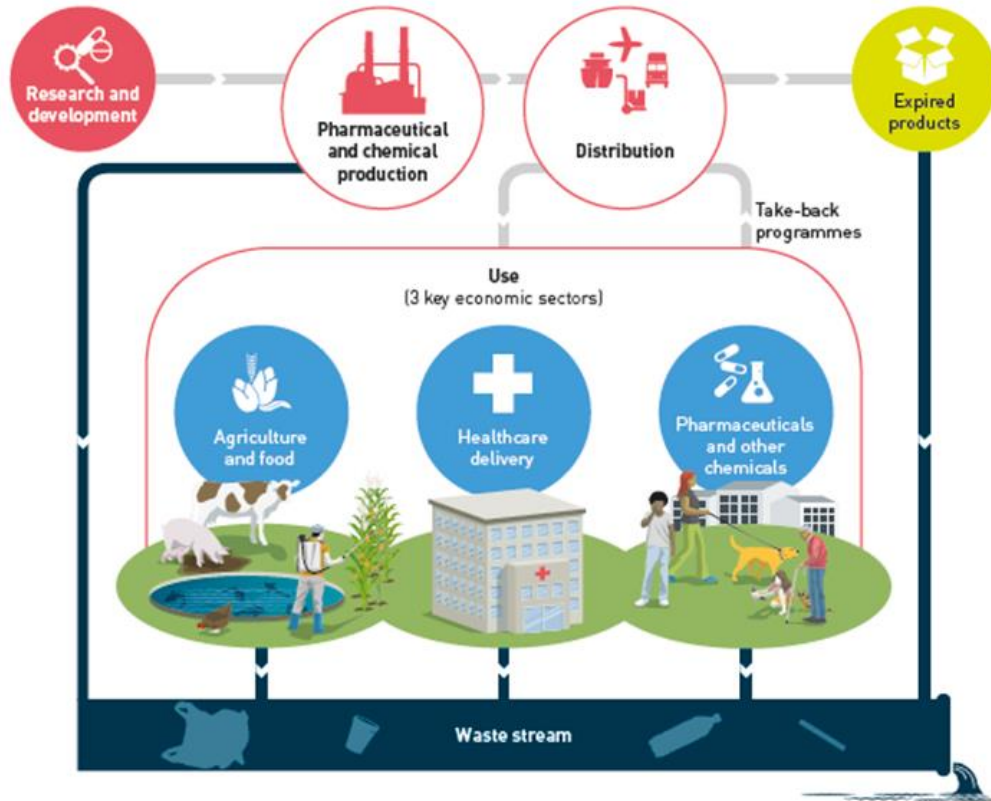 Research and
development
Pharmaceutical
and chemical
production
Distribution
Expired
products
Take-back
programmes
Use
(3 key economic sectors)
Agriculture
and food
Healthcare
delivery
Pharmaceuticals
and other
chemicals
Waste stream